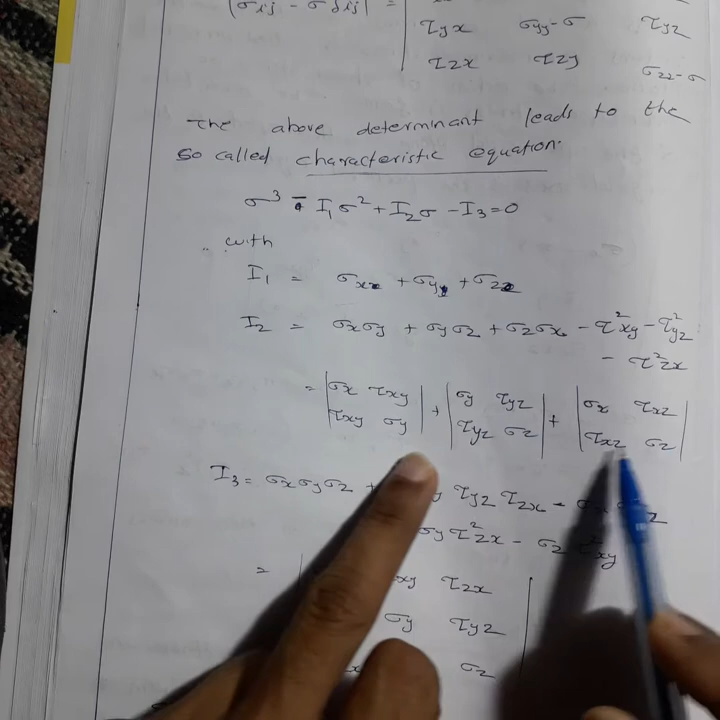 |σij - σδij| =
τyx σyy-σ τyz
τzx τzy σzz-σ
The above determinant leads to the
so called characteristic equation.
σ³ - I₁σ² + I₂σ - I₃ = 0
with
I₁ = σxx + σyy + σzz
I₂ = σxσy + σyσz + σzσx - τ²xy - τ²yz
- τ²zx
= |σx τxy| + |σy τyz| + |σx τxz|
|τxy σy| |τyz σz| |τxz σz|
I₃ = σxσyσz + τyz τzx -
σy τ²zx - σz τ²xy
= xy τzx
σy τyz
σz